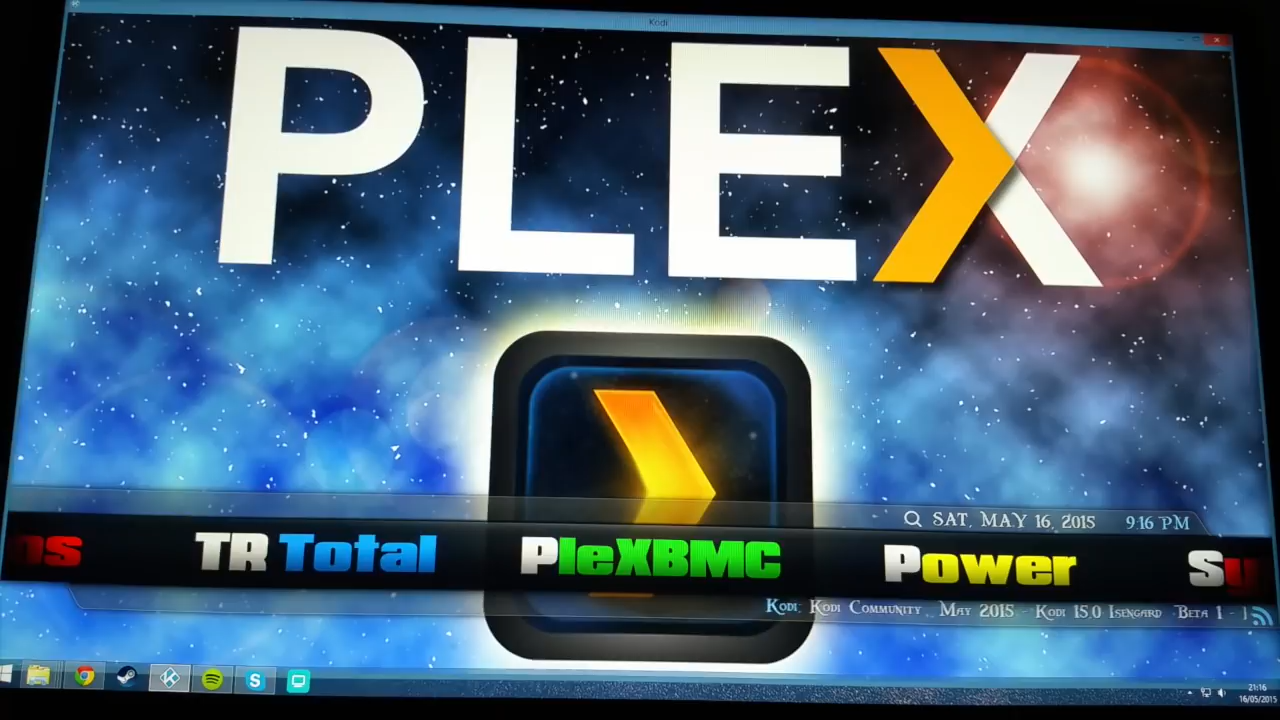 Kodi
PLEX
SAT, MAY 16, 2015 9:16 PM
TR Total PleXBMC Power
Kodi: Kodi Community May 2015 - Kodi 15.0 Isengard Beta 1 -
21:16
16/05/2015